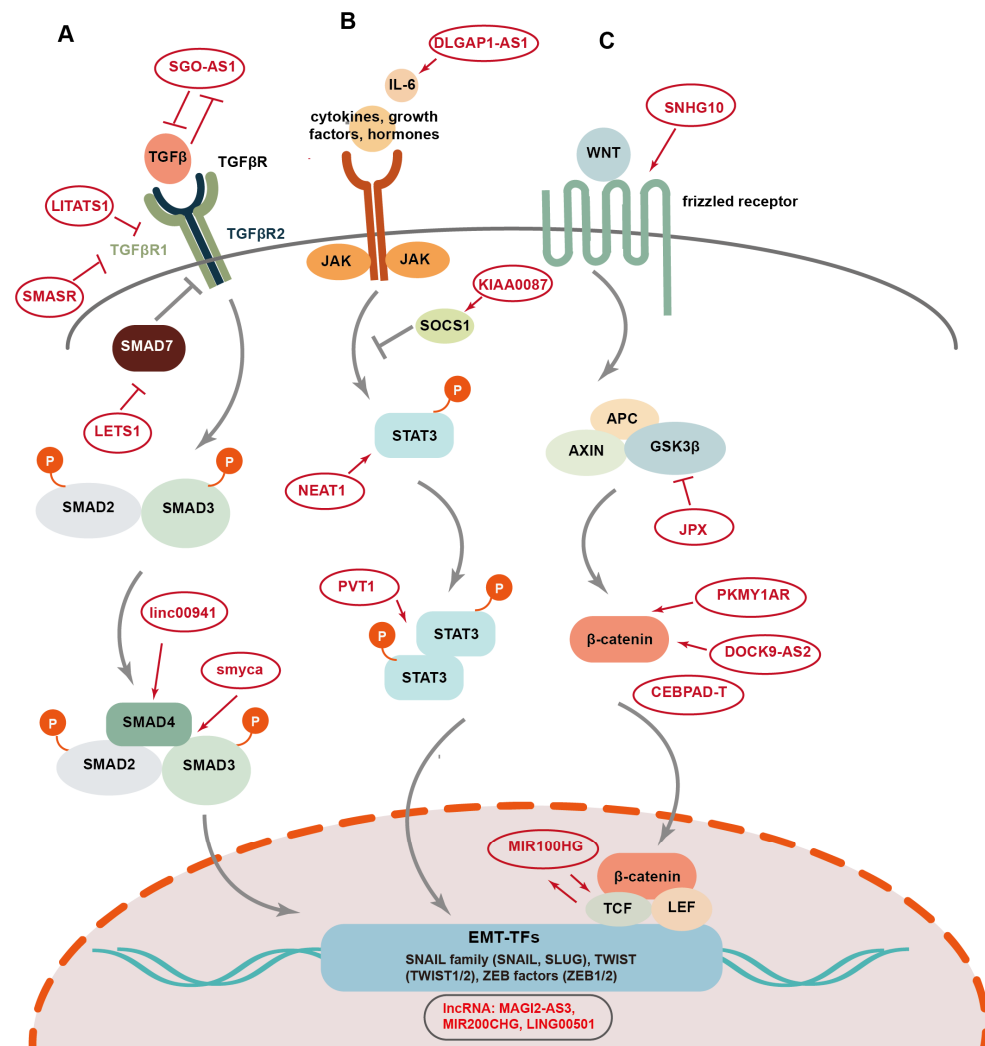 A
B
C
SGO-AS1
TGFβ
TGFβR
LITATS1
TGFβR1
TGFβR2
SMASR
SMAD7
LETS1
P
P
SMAD2
SMAD3
linc00941
smyca
P
P
SMAD4
SMAD2
SMAD3
DLGAP1-AS1
IL-6
cytokines, growth
factors, hormones
JAK
JAK
KIAA0087
SOCS1
P
STAT3
NEAT1
PVT1
P
P
STAT3
STAT3
SNHG10
WNT
frizzled receptor
APC
AXIN
GSK3β
JPX
PKMY1AR
β-catenin
DOCK9-AS2
CEBPAD-T
MIR100HG
β-catenin
TCF
LEF
EMT-TFs
SNAIL family (SNAIL, SLUG), TWIST
(TWIST1/2), ZEB factors (ZEB1/2)
lncRNA: MAGI2-AS3,
MIR200CHG, LING00501